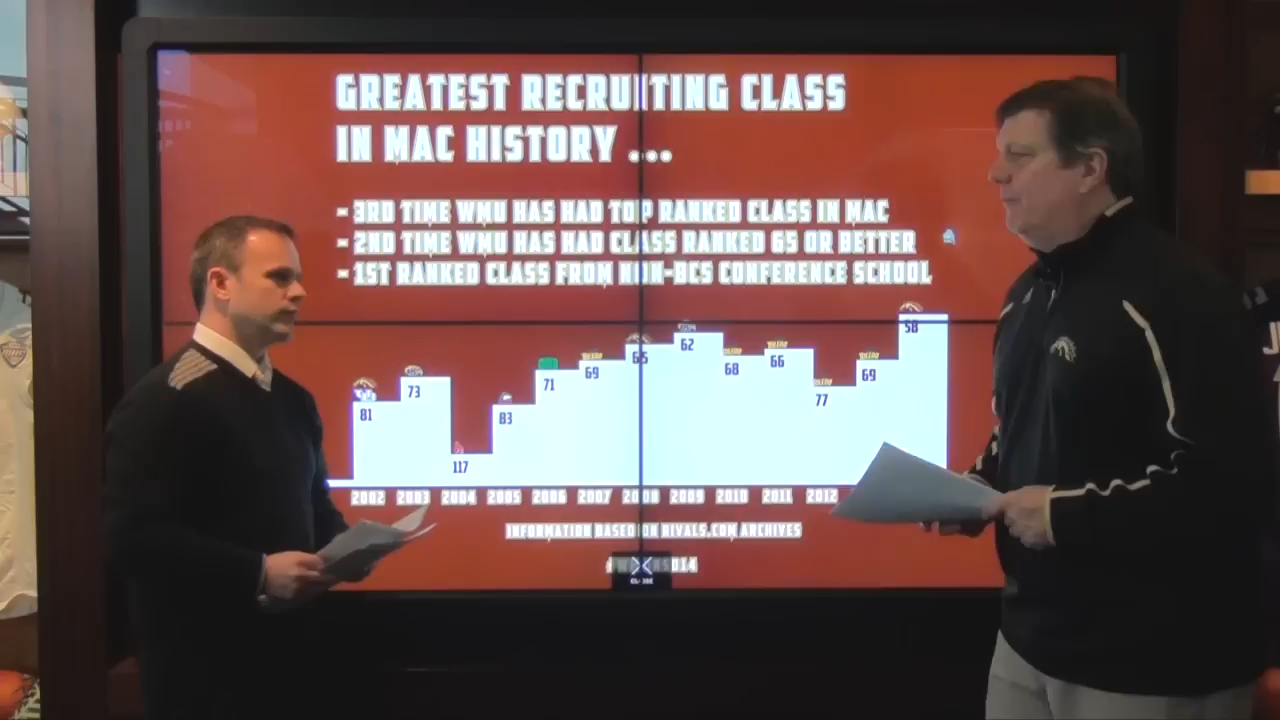 GREATEST RECRUITING CLASS
IN MAC HISTORY ...
- 3RD TIME WMU HAS HAD TOP RANKED CLASS IN MAC
- 2ND TIME WMU HAS HAD CLASS RANKED 65 OR BETTER
- 1ST RANKED CLASS FROM NON-BCS CONFERENCE SCHOOL
81 73 117 83 71 69 65 62 68 66 77 69 58
2002 2003 2004 2005 2006 2007 2008 2009 2010 2011 2012
INFORMATION BASED ON RIVALS.COM ARCHIVES